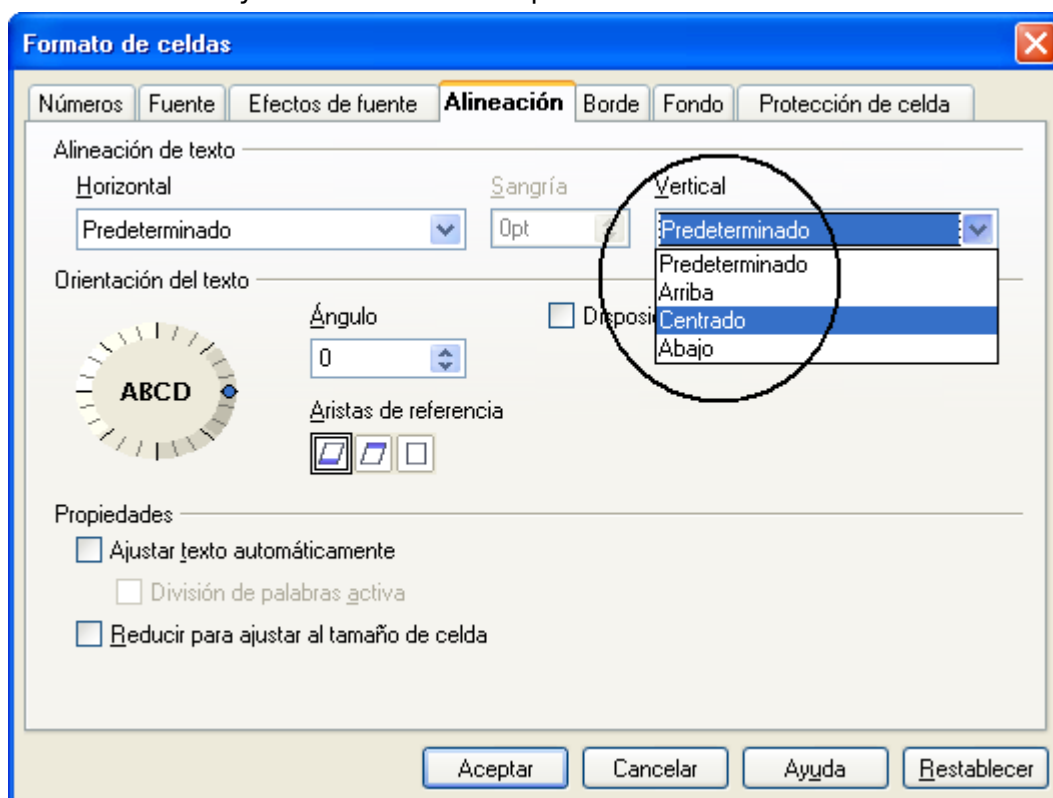 Formato de celdas
Números Fuente Efectos de fuente Alineación Borde Fondo Protección de celda
Alineación de texto
Horizontal Sangría Vertical
Predeterminado 0pt Predeterminado
Predeterminado
Arriba
Centrado
Abajo
Orientación del texto
Ángulo
0
ABCD
Aristas de referencia
Propiedades
Ajustar texto automáticamente
División de palabras activa
Reducir para ajustar al tamaño de celda
Aceptar Cancelar Ayuda Restablecer